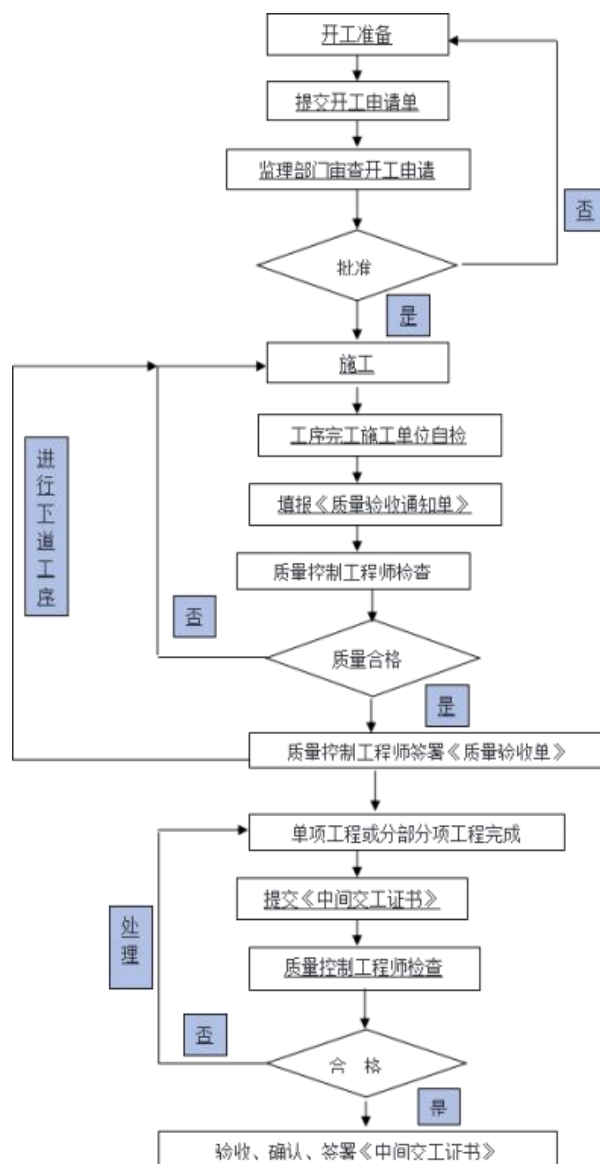 开工准备
提交开工申请单
监理部门审查开工申请
否
批准
是
施工
工序完工施工单位自检
进行下道工序
填报《质量验收通知单》
质量控制工程师检查
否
质量合格
是
质量控制工程师签署《质量验收单》
单项工程或分部分项工程完成
提交《中间交工证书》
处理
质量控制工程师检查
否
合 格
是
验收、确认、签署《中间交工证书》